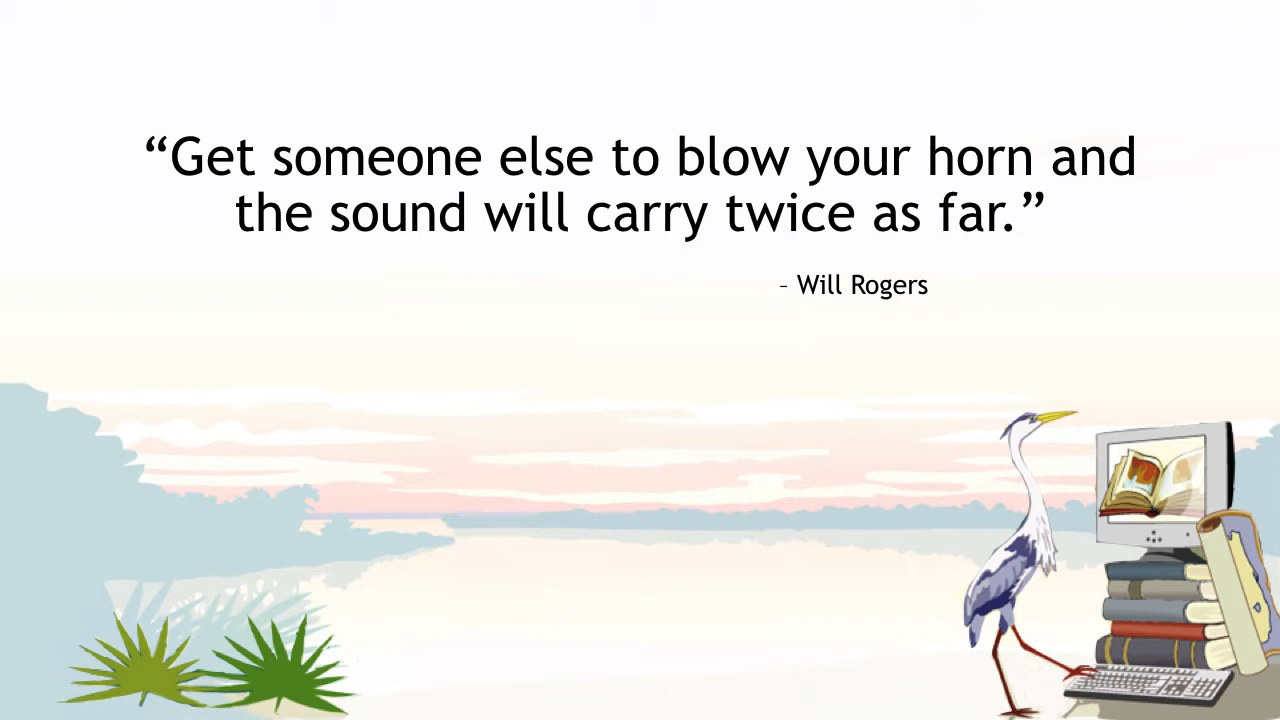 “Get someone else to blow your horn and
the sound will carry twice as far.”
– Will Rogers